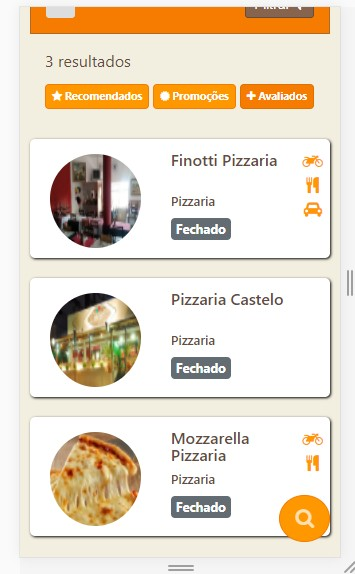 3 resultados
Recomendados
Promoções
Avaliados
Finotti Pizzaria
Pizzaria
Fechado
Pizzaria Castelo
Pizzaria
Fechado
Mozzarella
Pizzaria
Pizzaria
Fechado